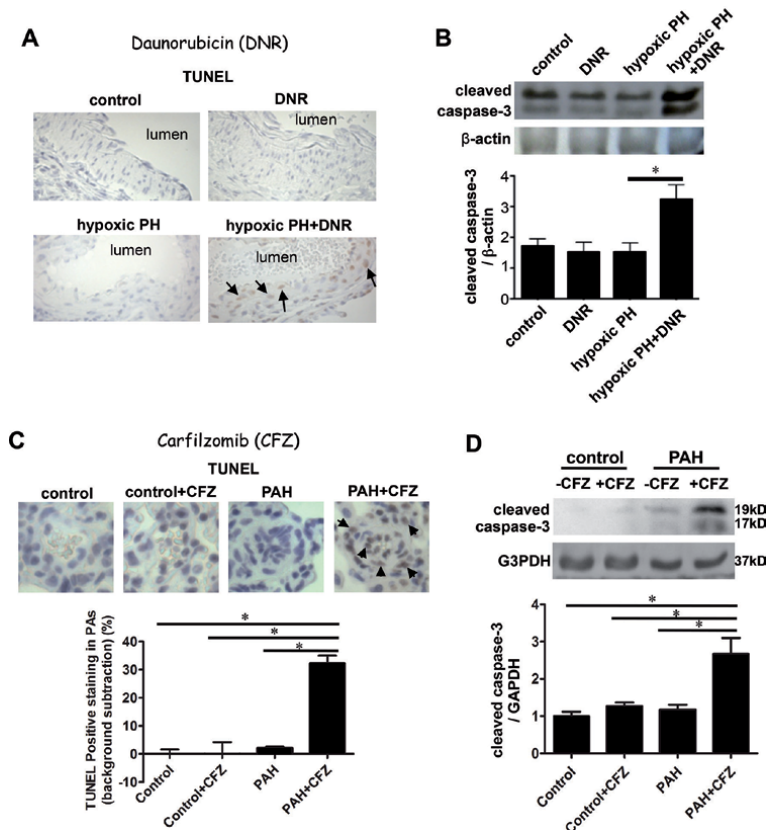 A
Daunorubicin (DNR)
TUNEL
control
DNR
lumen
lumen
hypoxic PH
hypoxic PH+DNR
lumen
lumen
B
control
DNR
hypoxic PH
hypoxic PH
+DNR
cleaved
caspase-3
β-actin
*
cleaved caspase-3
/ β-actin
4
3
2
1
0
control
DNR
hypoxic PH
hypoxic PH+DNR
C
Carfilzomib (CFZ)
TUNEL
control
control+CFZ
PAH
PAH+CFZ
*
*
*
TUNEL Positive staining in PAs
(background subtraction) (%)
40
30
20
10
0
-10
Control
Control+CFZ
PAH
PAH+CFZ
D
control
PAH
-CFZ +CFZ -CFZ +CFZ
cleaved
caspase-3
19kD
17kD
G3PDH
37kD
*
*
*
cleaved caspase-3
/ GAPDH
4
3
2
1
0
Control
Control+CFZ
PAH
PAH+CFZ